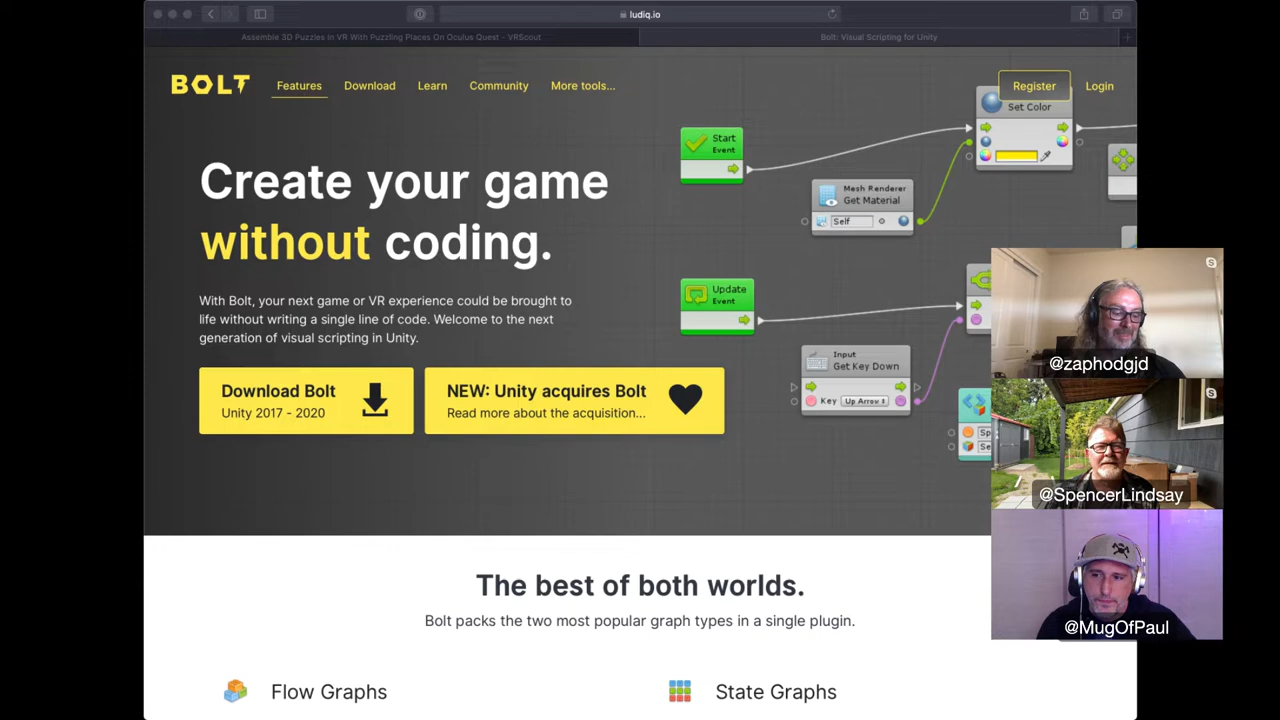 ludiq.io
Assemble 3D Puzzles In VR With Puzzling Places On Oculus Quest - VRScout
Bolt: Visual Scripting for Unity
BOLT
Features
Download
Learn
Community
More tools...
Register
Login
Create your game
without coding.
With Bolt, your next game or VR experience could be brought to
life without writing a single line of code. Welcome to the next
generation of visual scripting in Unity.
Download Bolt
Unity 2017 - 2020
NEW: Unity acquires Bolt
Read more about the acquisition...
Start
Event
Set Color
Mesh Renderer
Get Material
Self
Update
Event
Input
Get Key Down
Key
Up Arrow
Sp
Se
@zaphodgjd
@SpencerLindsay
@MugOfPaul
The best of both worlds.
Bolt packs the two most popular graph types in a single plugin.
Flow Graphs
State Graphs